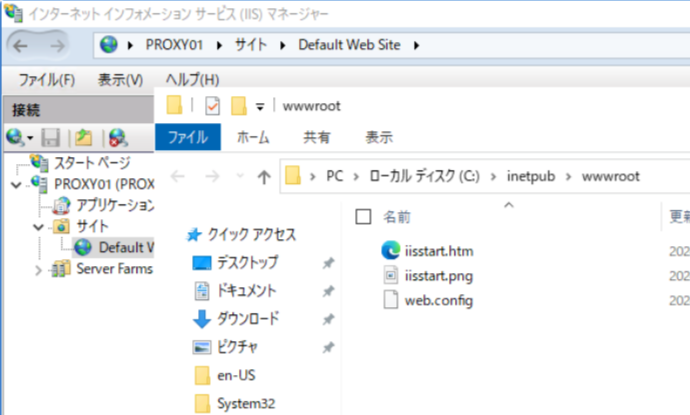 インターネット インフォメーション サービス (IIS) マネージャー
PROXY01 サイト Default Web Site
ファイル(F) 表示(V) ヘルプ(H)
接続
スタート ページ
PROXY01 (PROX
アプリケーション
サイト
Default W
Server Farms
wwwroot
ファイル ホーム 共有 表示
PC ローカル ディスク (C:) inetpub wwwroot
クイック アクセス
デスクトップ
ドキュメント
ダウンロード
ピクチャ
en-US
System32
名前 更新
iisstart.htm 202
iisstart.png 202
web.config 202